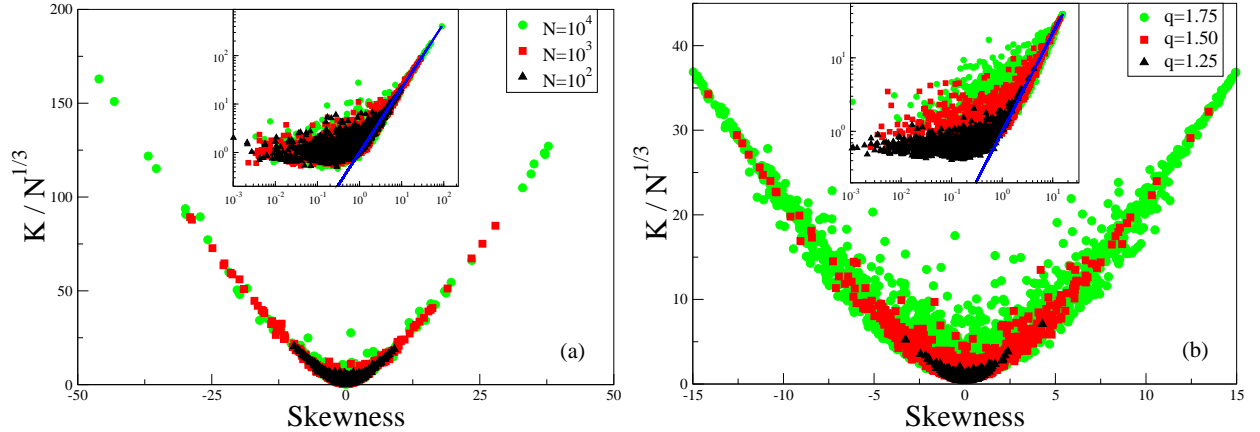 200
150
100
50
0
K / N^{1/3}
-50
-25
0
25
50
Skewness
N=10^4
N=10^3
N=10^2
(a)
10^2
10^1
10^0
10^{-3} 10^{-2} 10^{-1} 10^0 10^1 10^2
40
30
20
10
0
K / N^{1/3}
-15 -10 -5 0 5 10 15
Skewness
q=1.75
q=1.50
q=1.25
(b)
10^1
10^0
10^{-3} 10^{-2} 10^{-1} 10^0 10^1